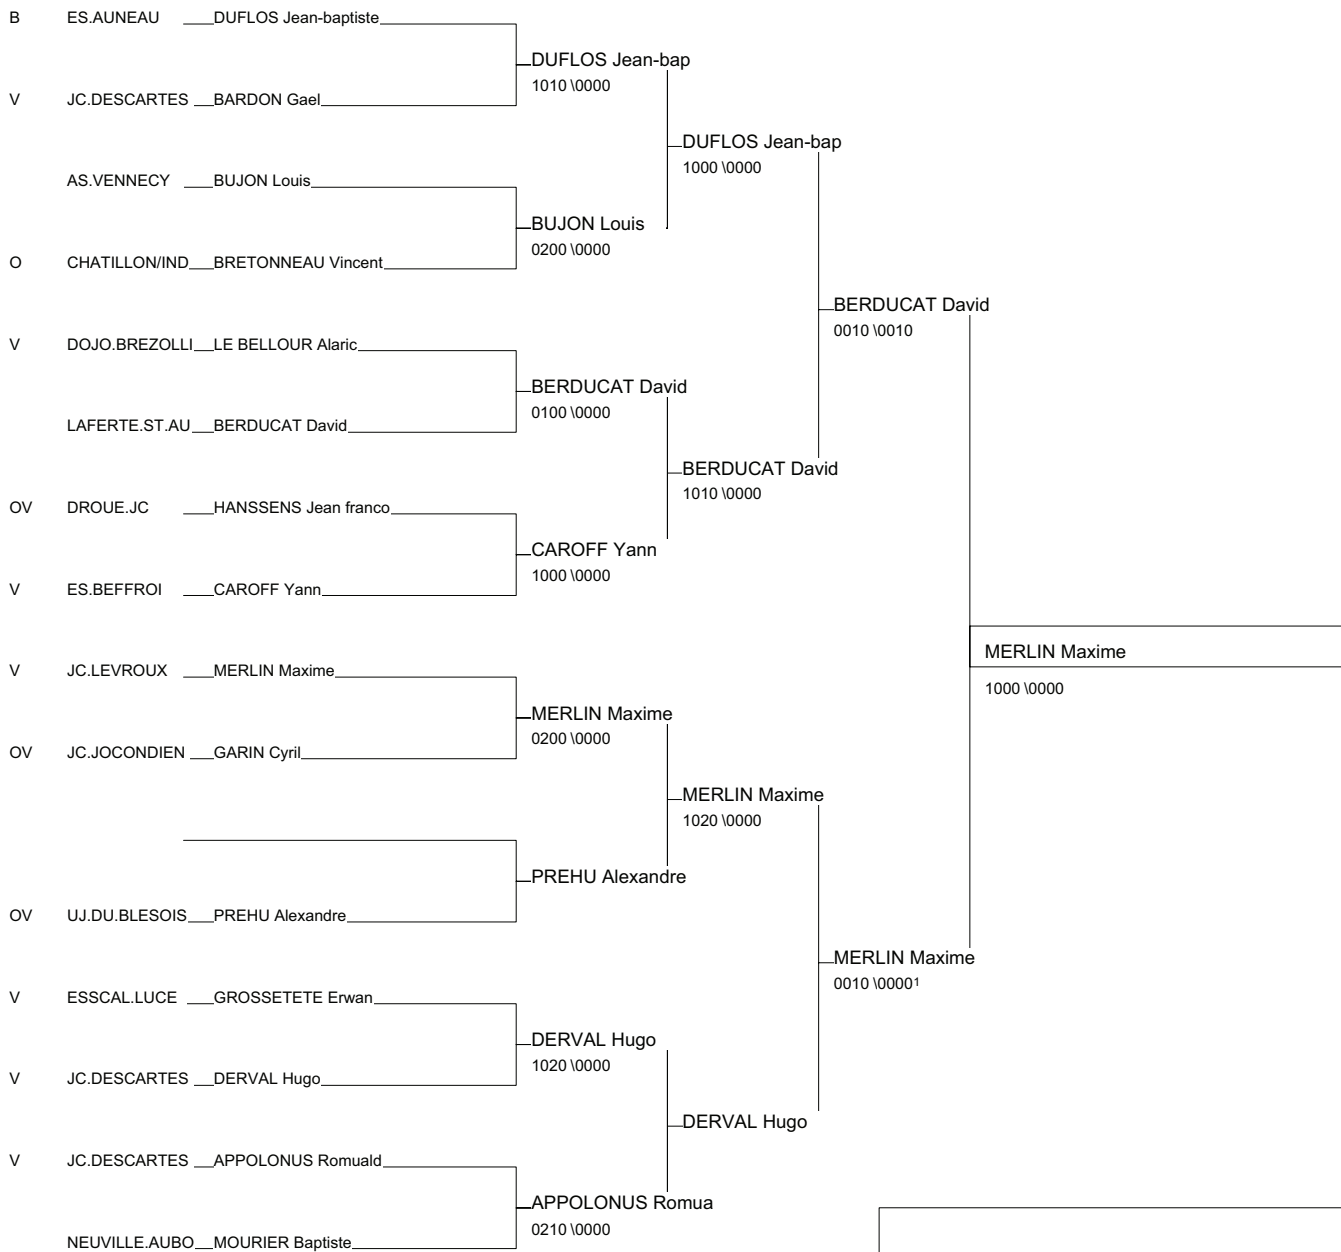 B ES.AUNEAU DUFLOS Jean-baptiste
DUFLOS Jean-bap
1010 \0000
V JC.DESCARTES BARDON Gael
DUFLOS Jean-bap
1000 \0000
AS.VENNECY BUJON Louis
BUJON Louis
0200 \0000
O CHATILLON/IND BRETONNEAU Vincent
BERDUCAT David
0010 \0010
V DOJO.BREZOLLI LE BELLOUR Alaric
BERDUCAT David
0100 \0000
LAFERTE.ST.AU BERDUCAT David
BERDUCAT David
1010 \0000
OV DROUE.JC HANSSENS Jean franco
CAROFF Yann
1000 \0000
V ES.BEFFROI CAROFF Yann
MERLIN Maxime
1000 \0000
V JC.LEVROUX MERLIN Maxime
MERLIN Maxime
0200 \0000
OV JC.JOCONDIEN GARIN Cyril
MERLIN Maxime
1020 \0000
PREHU Alexandre
OV UJ.DU.BLESOIS PREHU Alexandre
MERLIN Maxime
0010 \00001
V ESSCAL.LUCE GROSSETETE Erwan
DERVAL Hugo
1020 \0000
V JC.DESCARTES DERVAL Hugo
DERVAL Hugo
V JC.DESCARTES APPOLONUS Romuald
APPOLONUS Romua
0210 \0000
NEUVILLE.AUBO MOURIER Baptiste